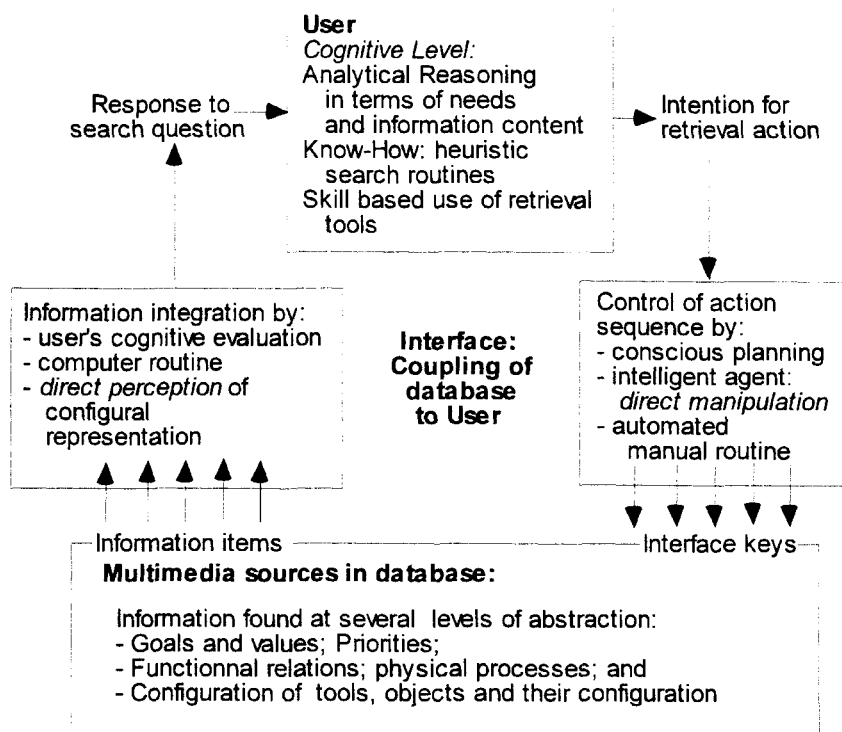 User
Cognitive Level:
Analytical Reasoning
in terms of needs
and information content
Know-How: heuristic
search routines
Skill based use of retrieval
tools
Response to
search question
Intention for
retrieval action
Information integration by:
- user's cognitive evaluation
- computer routine
- direct perception of
configural
representation
Interface:
Coupling of
database
to User
Control of action
sequence by:
- conscious planning
- intelligent agent:
direct manipulation
- automated
manual routine
Information items
Interface keys
Multimedia sources in database:
Information found at several levels of abstraction:
- Goals and values; Priorities;
- Functionnal relations; physical processes; and
- Configuration of tools, objects and their configuration